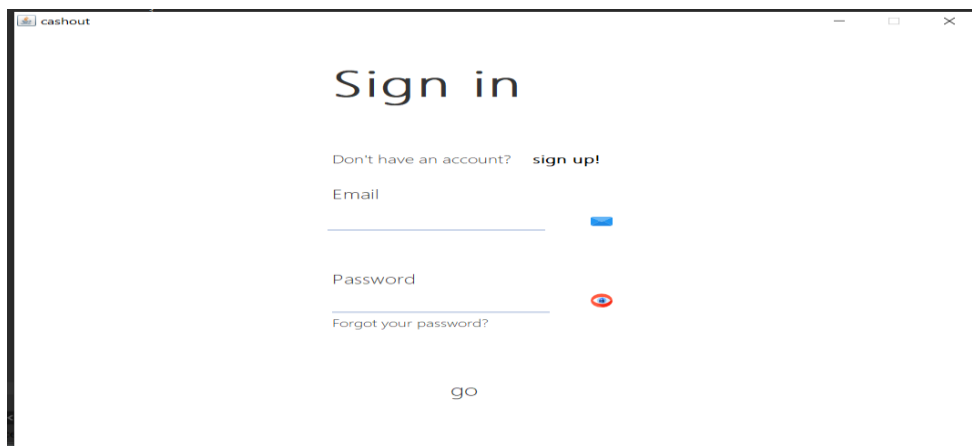 cashout
Sign in
Don't have an account? sign up!
Email
Password
Forgot your password?
go